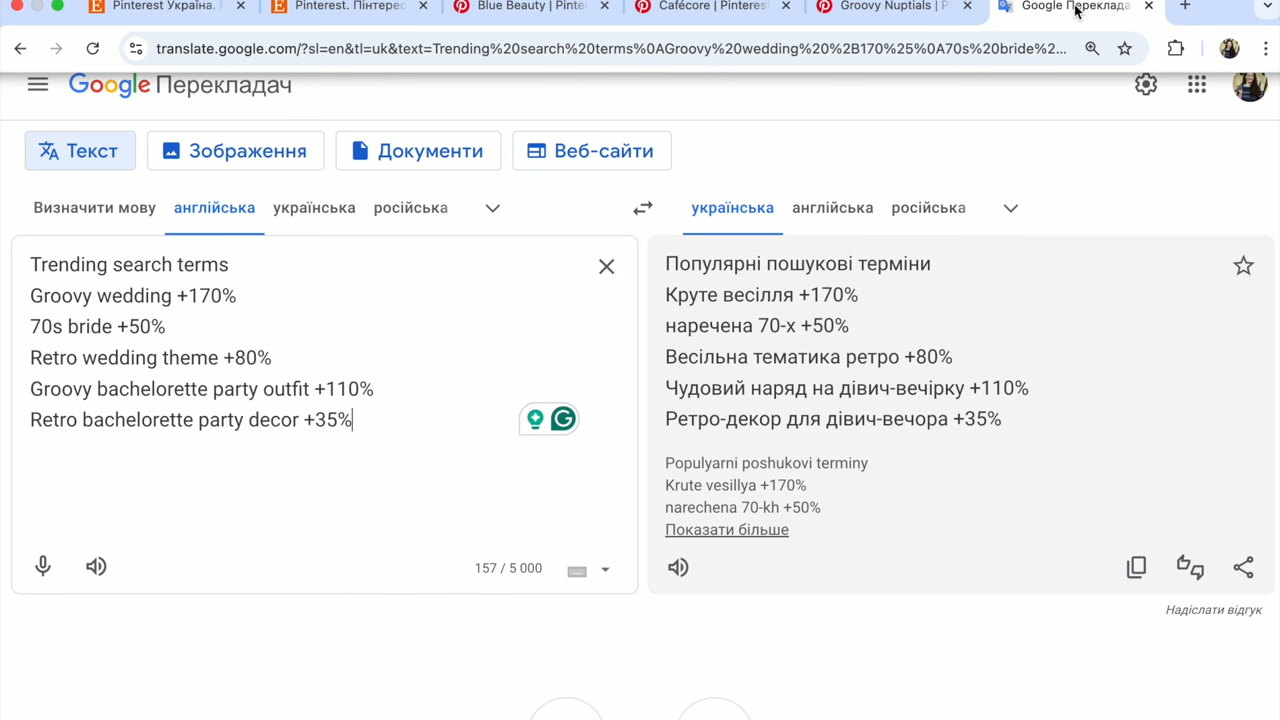 Pinterest Україна.
Pinterest. Пінтерес
Blue Beauty | Pinte
Cafécore | Pinteres
Groovy Nuptials | P
Google Переклада
translate.google.com/?sl=en&tl=uk&text=Trending%20search%20terms%0AGroovy%20wedding%20%2B170%25%0A70s%20bride%2...
Google Перекладач
Текст
Зображення
Документи
Веб-сайти
Визначити мову англійська українська російська
українська англійська російська
Trending search terms
Groovy wedding +170%
70s bride +50%
Retro wedding theme +80%
Groovy bachelorette party outfit +110%
Retro bachelorette party decor +35%
157 / 5 000
Популярні пошукові терміни
Круте весілля +170%
наречена 70-х +50%
Весільна тематика ретро +80%
Чудовий наряд на дівич-вечірку +110%
Ретро-декор для дівич-вечора +35%
Populyarni poshukovi terminy
Krute vesillya +170%
narechena 70-kh +50%
Показати більше
Надіслати відгук